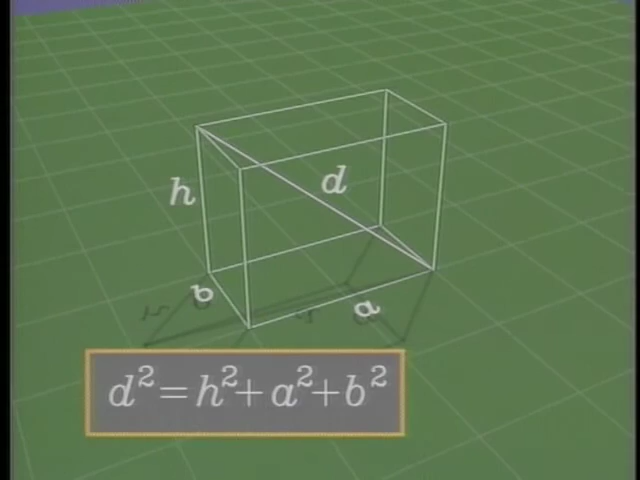 h
d
b
a
d² = h² + a² + b²